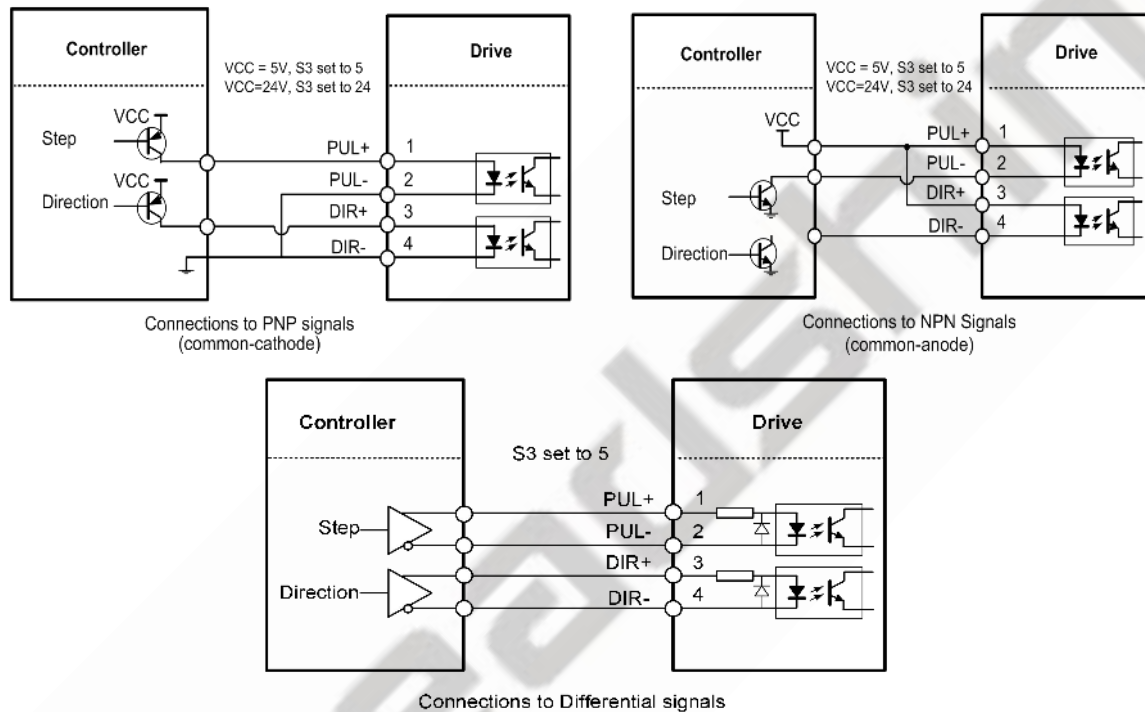 Controller
Drive
VCC = 5V, S3 set to 5
VCC=24V, S3 set to 24
VCC
Step
PUL+
1
PUL-
2
VCC
Direction
DIR+
3
DIR-
4
Connections to PNP signals
(common-cathode)
Controller
Drive
VCC = 5V, S3 set to 5
VCC=24V, S3 set to 24
VCC
PUL+
1
PUL-
2
Step
DIR+
3
Direction
DIR-
4
Connections to NPN Signals
(common-anode)
Controller
Drive
S3 set to 5
PUL+
1
Step
PUL-
2
DIR+
3
Direction
DIR-
4
Connections to Differential signals